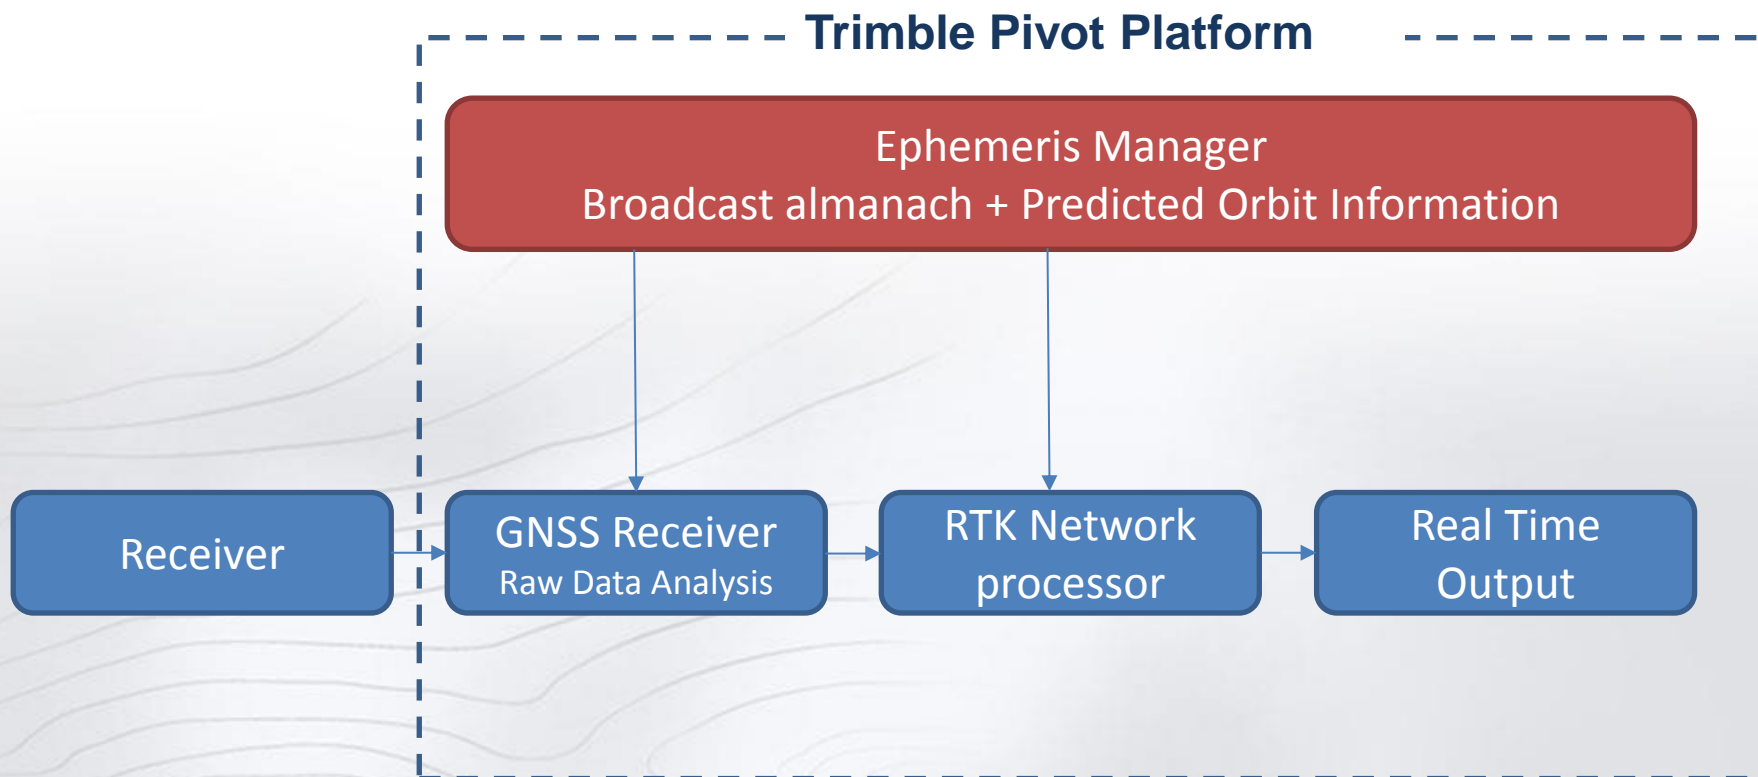 Trimble Pivot Platform
Ephemeris Manager
Broadcast almanach + Predicted Orbit Information
Receiver
GNSS Receiver
Raw Data Analysis
RTK Network
processor
Real Time
Output